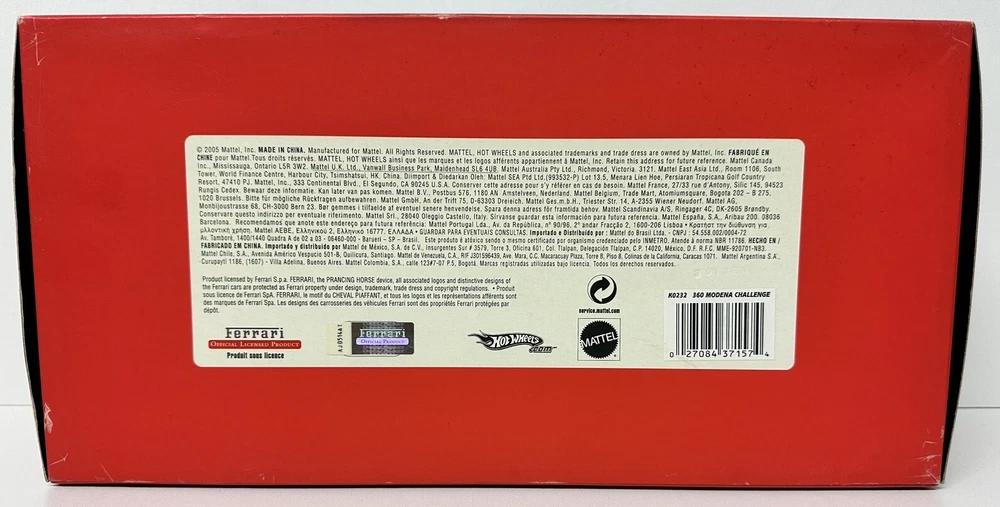 © 2005 Mattel, Inc. MADE IN CHINA. Manufactured for Mattel. All Rights Reserved. MATTEL, HOT WHEELS and associated trademarks and trade dress are owned by Mattel, Inc. FABRIQUÉ EN
CHINE pour Mattel.Tous droits réservés. MATTEL, HOT WHEELS ainsi que les marques et les logos afférents appartiennent à Mattel, Inc. Retain this address for future reference. Mattel Canada
Inc., Mississauga, Ontario L5R 3W2. Mattel U.K. Ltd., Vanwall Business Park, Maidenhead SL6 4UB. Mattel Australia Pty Ltd., Richmond, Victoria. 3121. Mattel East Asia Ltd., Room 1106, South
Tower, World Finance Centre, Harbour City, Tsimshatsui, HK, China. Diimport & Diedarkan Oleh: Mattel SEA Ptd Ltd.(993532-P) Lot 13.5, Menara Lien Hoe, Persiaran Tropicana Golf Country
Resort, 47410 PJ. Mattel, Inc., 333 Continental Blvd., El Segundo, CA 90245 U.S.A. Conserver cette adresse pour s'y référer en cas de besoin. Mattel France, 27/33 rue d'Antony, Silic 145, 94523
Rungis Cedex. Bewaar deze informatie. Kan later van pas komen. Mattel B.V., Postbus 576, 1180 AN Amstelveen, Nederland. Mattel Belgium, Trade Mart, Atomiumsquare, Bogota 202 – B 275,
1020 Brussels. Bitte für mögliche Rückfragen aufbewahren. Mattel GmbH, An der Trift 75, D-63303 Dreieich. Mattel Ges.m.b.H., Triester Str. 14, A-2355 Wiener Neudorf. Mattel AG,
Monbijoustrasse 68, CH-3000 Bern 23. Bør gemmes i tilfælde af eventuel senere henvendelse. Spara denna adress för framtida behov. Mattel Scandinavia A/S, Ringager 4C, DK-2605 Brøndby.
Conservare questo indirizzo per eventuale riferimento. Mattel Srl., 28040 Oleggio Castello, Italy. Sírvanse guardar esta información para futura referencia. Mattel España, S.A., Aribau 200. 08036
Barcelona. Recomendamos que anote este endereço para futura referência: Mattel Portugal Lda., Av. da República, nº 90/96, 2º andar Fracção 2, 1600-206 Lisboa • Κρατήστε την διεύθυνση για
μελλοντική χρήση. Mattel AEBE, Ελληνικού 2, Ελληνικό 16777. ΕΛΛΑΔΑ • GUARDAR PARA EVENTUAIS CONSULTAS. Importado e Distribuido por : Mattel do Brasil Ltda. - CNPJ : 54.558.002/0004-72
Av. Tamboré, 1400/1440 Quadra A de 02 a 03 - 06460-000 - Barueri – SP – Brasil. Este produto é atóxico sendo o mesmo certificado por organismo credenciado pelo INMETRO. Atende à norma NBR 11786. HECHO EN /
FABRICADO EN CHINA. Importado y distribuido por Mattel de México, S.A. de C.V., Insurgentes Sur # 3579, Torre 3, Oficina 601, Col. Tlalpan, Delegación Tlalpan, C.P. 14020, México, D.F. R.F.C. MME-920701-NB3.
Mattel Chile, S.A., Avenida Américo Vespucio 501-B, Quilicura, Santiago. Mattel de Venezuela, C.A., RIF J301596439, Ave. Mara, C.C. Macaracuay Plaza, Torre B, Piso 8, Colinas de la California, Caracas 1071. Mattel Argentina S.A.,
-Curupaytí 1186, (1607) - Villa Adelina, Buenos Aires. Mattel Colombia, S.A., calle 123#7-07 P.5, Bogotá. Marcas registradas utilizadas bajo licencia. Todos los derechos reservados.
Product licensed by Ferrari S.p.a. FERRARI, the PRANCING HORSE device, all associated logos and distinctive designs of
the Ferrari cars are protected as Ferrari property under design, trademark, trade dress and copyright regulations. • Produit
sous licence de Ferrari Spa. FERRARI, le motif du CHEVAL PIAFFANT, et tous les logos et les représentations afférents sont
des marques de Ferrari Spa. Les designs des carrosseries des véhicules Ferrari sont des propriétés Ferrari protégées par
dépôt.
service.mattel.com
K0232 360 MODENA CHALLENGE
0 27084 37157 4
Ferrari
OFFICIAL LICENSED PRODUCT
Produit sous licence
Ferrari
OFFICIAL PRODUCT
HOT WHEELS
.com
MATTEL